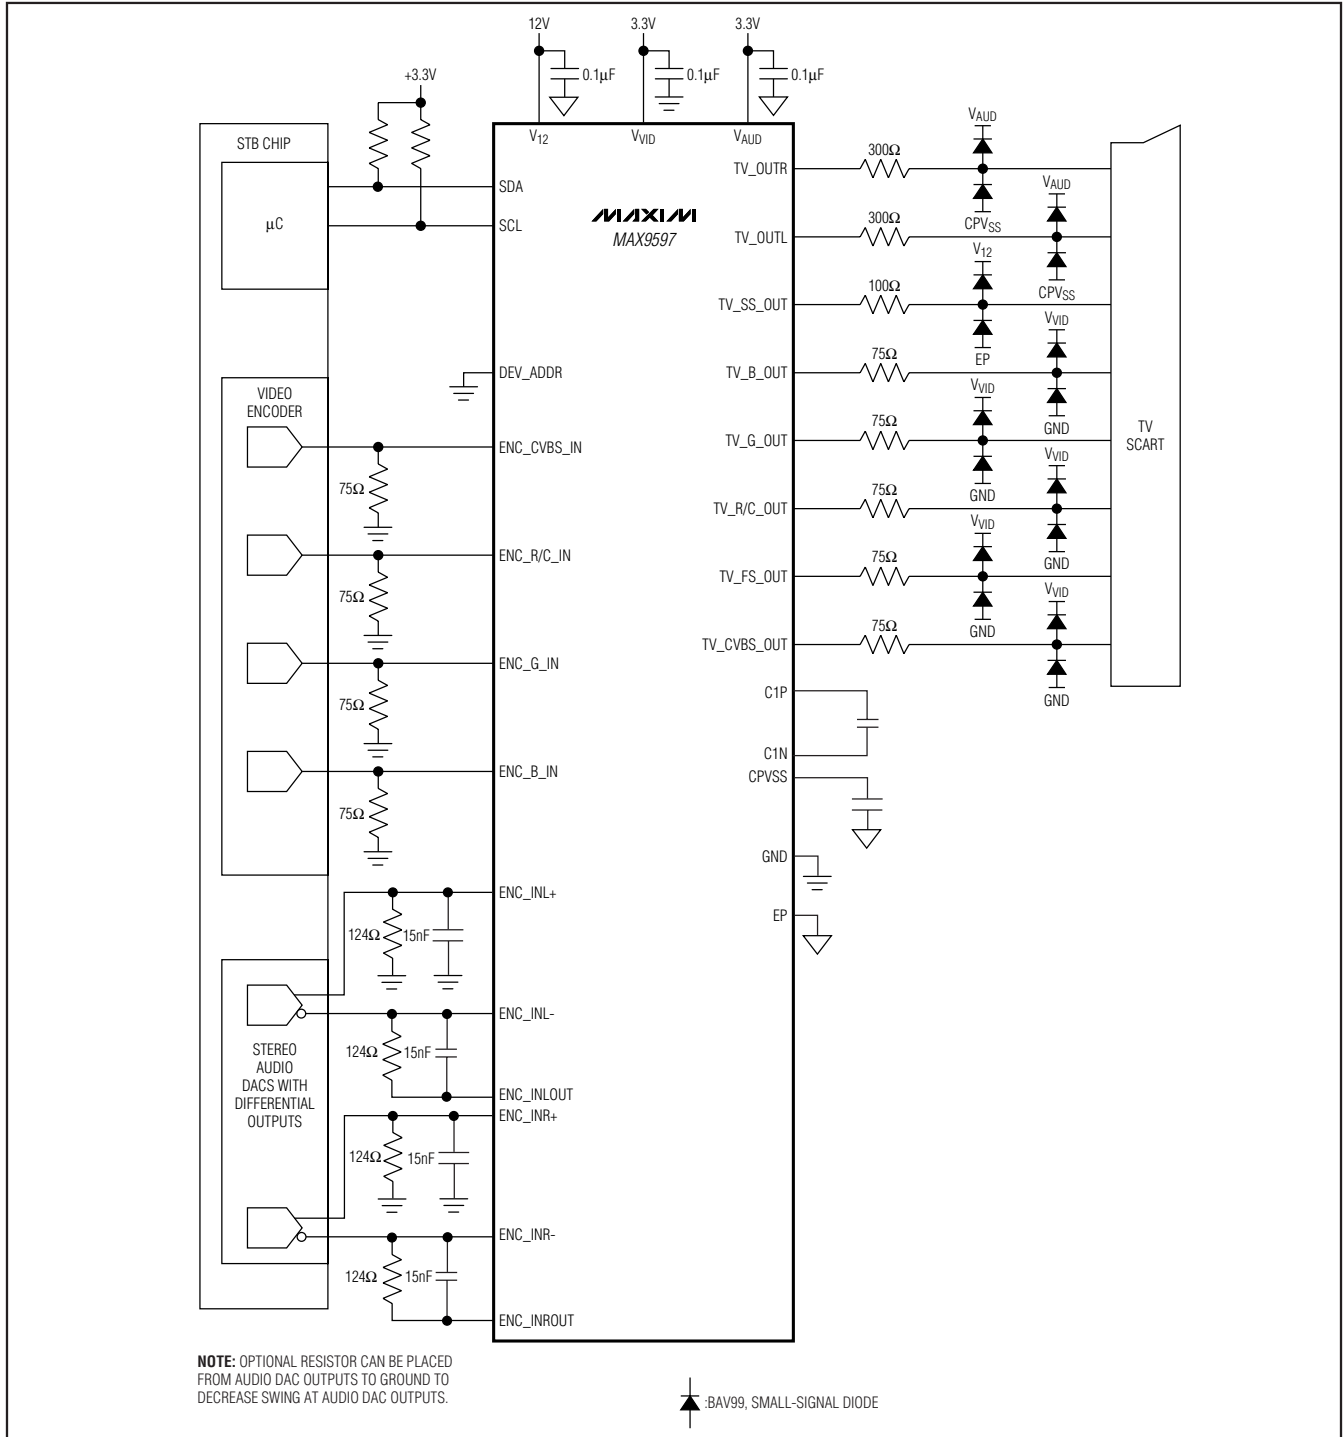 12V
3.3V
3.3V
0.1µF
0.1µF
0.1µF
+3.3V
STB CHIP
µC
V12
VVID
VAUD
SDA
SCL
MAXIM
MAX9597
DEV_ADDR
VIDEO
ENCODER
ENC_CVBS_IN
75Ω
ENC_R/C_IN
75Ω
ENC_G_IN
75Ω
ENC_B_IN
75Ω
ENC_INL+
124Ω
15nF
ENC_INL-
124Ω
15nF
STEREO
AUDIO
DACS WITH
DIFFERENTIAL
OUTPUTS
ENC_INLOUT
ENC_INR+
124Ω
15nF
ENC_INR-
124Ω
15nF
ENC_INROUT
TV_OUTR
300Ω
VAUD
CPVSS
TV_OUTL
300Ω
VAUD
CPVSS
TV_SS_OUT
100Ω
V12
EP
TV_B_OUT
75Ω
VVID
GND
TV_G_OUT
75Ω
VVID
GND
TV_R/C_OUT
75Ω
VVID
GND
TV_FS_OUT
75Ω
VVID
GND
TV_CVBS_OUT
75Ω
VVID
GND
TV
SCART
C1P
C1N
CPVSS
GND
EP
NOTE: OPTIONAL RESISTOR CAN BE PLACED
FROM AUDIO DAC OUTPUTS TO GROUND TO
DECREASE SWING AT AUDIO DAC OUTPUTS.
:BAV99, SMALL-SIGNAL DIODE